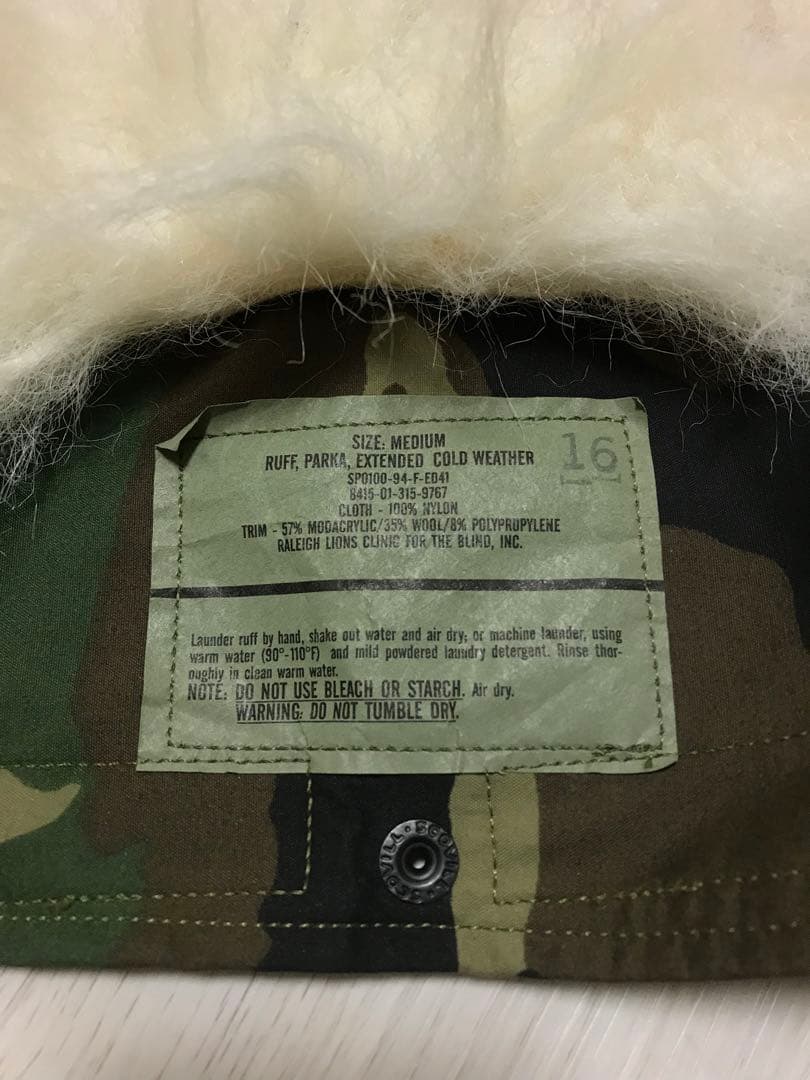 SIZE: MEDIUM
RUFF, PARKA, EXTENDED COLD WEATHER
16
SPO100-94-F-ED41
8415-01-315-9767
CLOTH - 100% NYLON
TRIM - 57% MODACRYLIC/35% WOOL/8% POLYPROPYLENE
RALEIGH LIONS CLINIC FOR THE BLIND, INC.
Launder ruff by hand, shake out water and air dry; or machine launder, using
warm water (90°-110°F) and mild powdered laundry detergent. Rinse thor-
oughly in clean warm water.
NOTE: DO NOT USE BLEACH OR STARCH. Air dry.
WARNING: DO NOT TUMBLE DRY.
SCOVILL • SCOVILL •